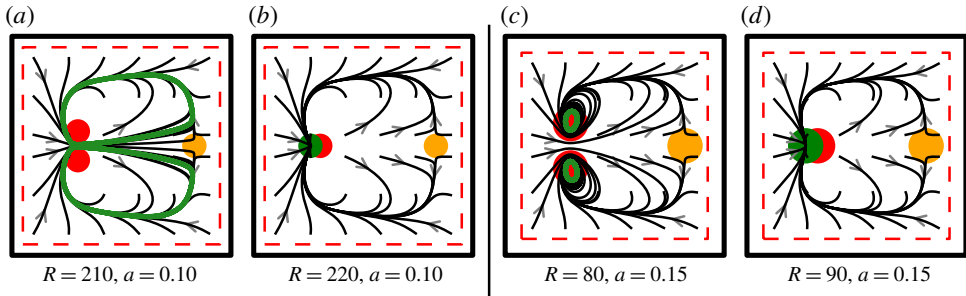 (a) (b) (c) (d)
R = 210, a = 0.10 R = 220, a = 0.10 R = 80, a = 0.15 R = 90, a = 0.15